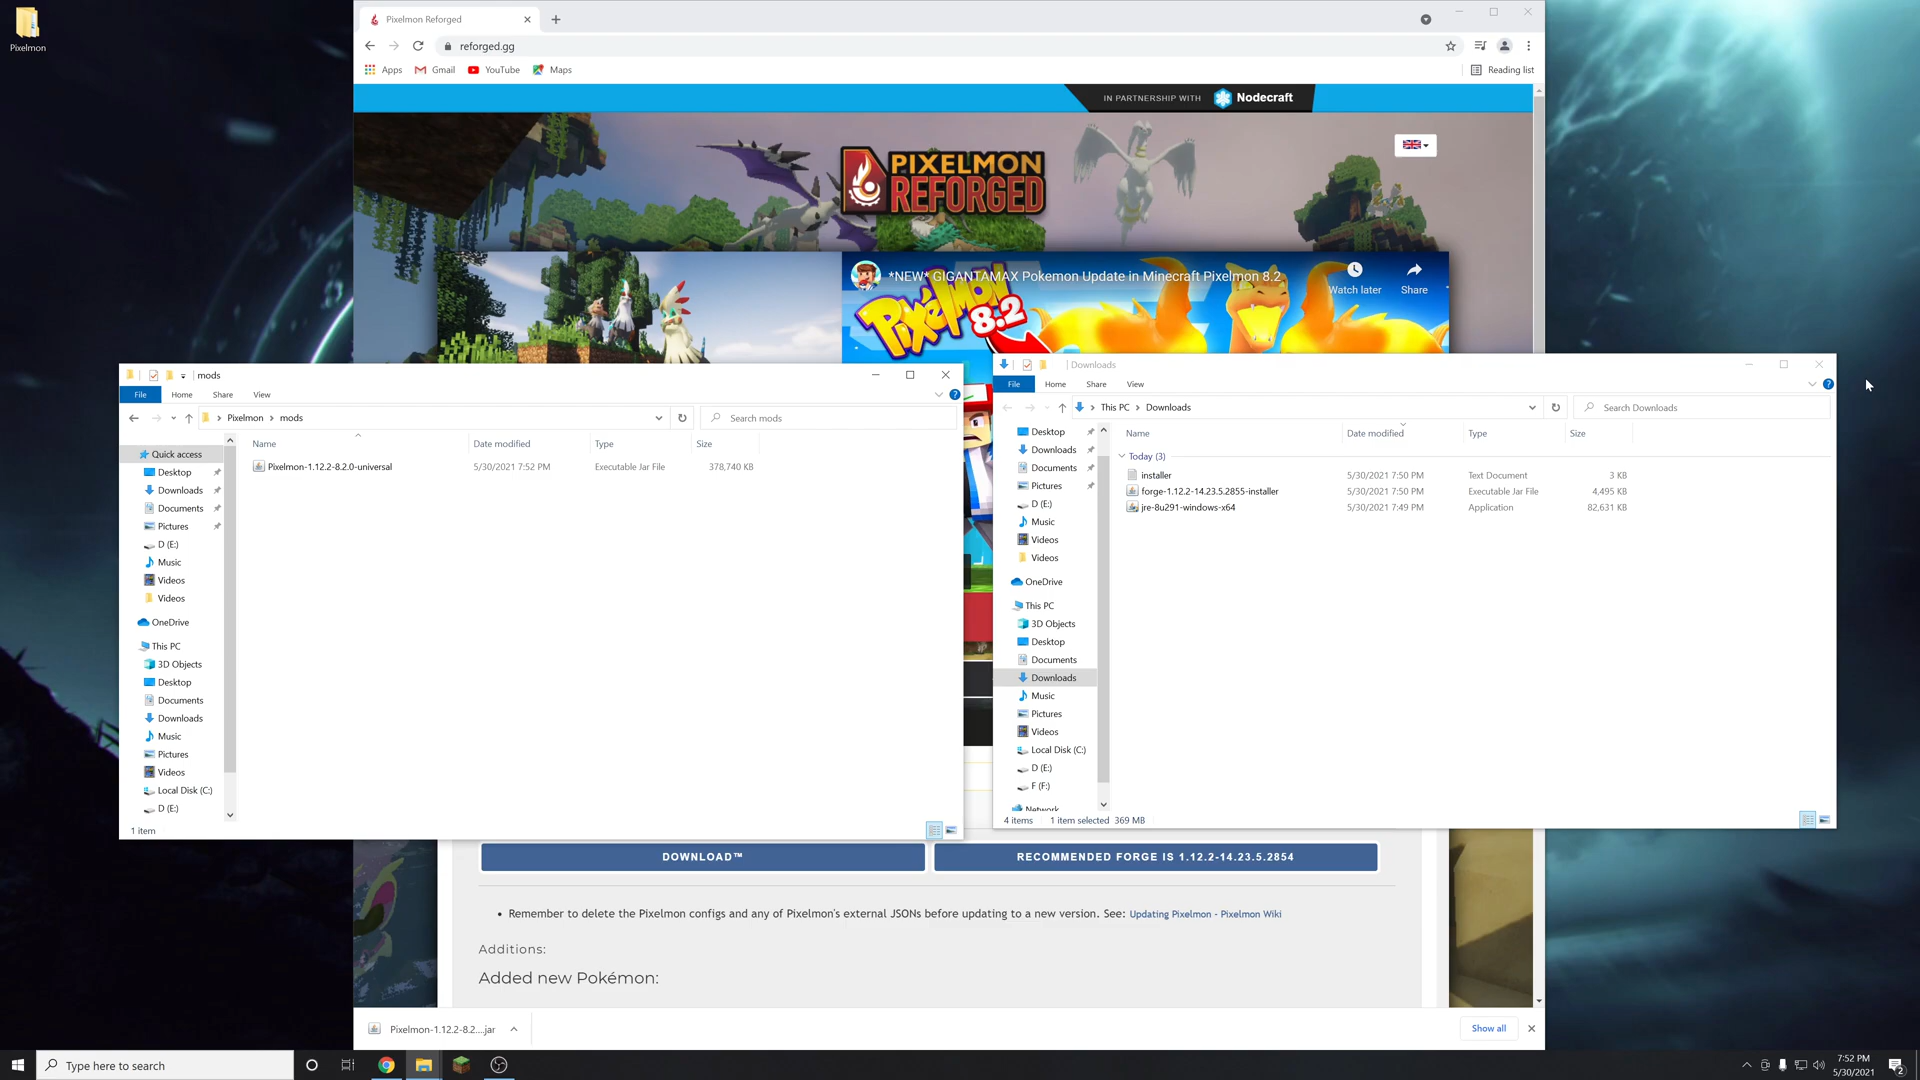 Pixelmon
Pixelmon Reforged
reforged.gg
Apps
Gmail
YouTube
Maps
Reading list
IN PARTNERSHIP WITH
Nodecraft
PIXELMON
REFORGED
*NEW* GIGANTAMAX Pokemon Update in Minecraft Pixelmon 8.2
Watch later
Share
PIXELMON
8.2
mods
File
Home
Share
View
Pixelmon
mods
Search mods
Name
Date modified
Type
Size
Pixelmon-1.12.2-8.2.0-universal
5/30/2021 7:52 PM
Executable Jar File
378,740 KB
Quick access
Desktop
Downloads
Documents
Pictures
D (E:)
Music
Videos
Videos
OneDrive
This PC
3D Objects
Desktop
Documents
Downloads
Music
Pictures
Videos
Local Disk (C:)
D (E:)
1 item
Downloads
File
Home
Share
View
This PC
Downloads
Search Downloads
Name
Date modified
Type
Size
Today (3)
installer
5/30/2021 7:50 PM
Text Document
3 KB
forge-1.12.2-14.23.5.2855-installer
5/30/2021 7:50 PM
Executable Jar File
4,495 KB
jre-8u291-windows-x64
5/30/2021 7:49 PM
Application
82,631 KB
Desktop
Downloads
Documents
Pictures
D (E:)
Music
Videos
Videos
OneDrive
This PC
3D Objects
Desktop
Documents
Downloads
Music
Pictures
Videos
Local Disk (C:)
D (E:)
F (F:)
Network
4 items
1 item selected 369 MB
DOWNLOAD™
RECOMMENDED FORGE IS 1.12.2-14.23.5.2854
• Remember to delete the Pixelmon configs and any of Pixelmon's external JSONs before updating to a new version. See: Updating Pixelmon - Pixelmon Wiki
Additions:
Added new Pokémon:
Pixelmon-1.12.2-8.2....jar
Show all
Type here to search
7:52 PM
5/30/2021
2